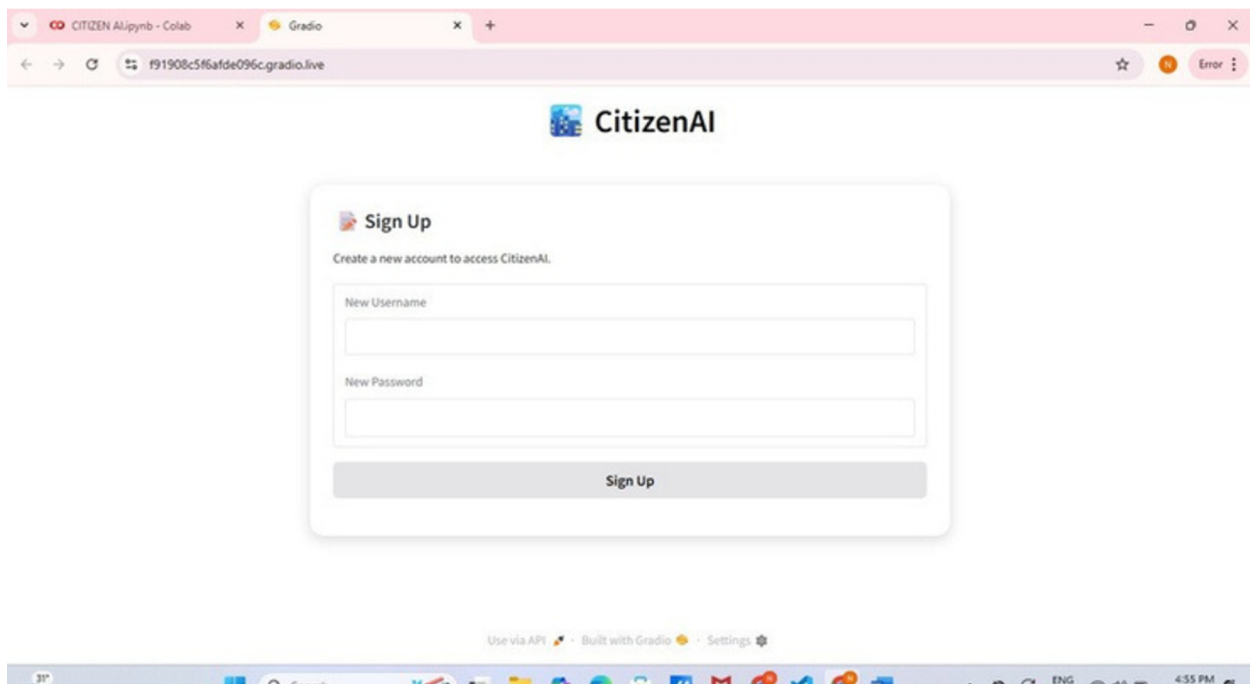 CITIZEN AI.ipynb - Colab
Gradio
f91908c5f6afde096c.gradio.live
N
Error
CitizenAI
Sign Up
Create a new account to access CitizenAI.
New Username
New Password
Sign Up
Use via API · Built with Gradio · Settings
31°
ENG
4:55 PM